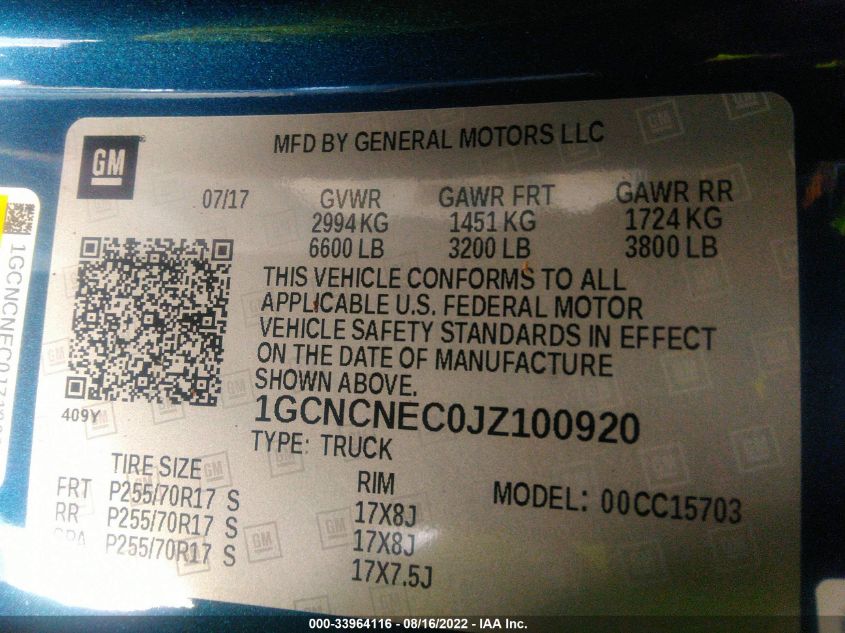 GM
MFD BY GENERAL MOTORS LLC
07/17 GVWR GAWR FRT GAWR RR
2994 KG 1451 KG 1724 KG
6600 LB 3200 LB 3800 LB
THIS VEHICLE CONFORMS TO ALL
APPLICABLE U.S. FEDERAL MOTOR
VEHICLE SAFETY STANDARDS IN EFFECT
ON THE DATE OF MANUFACTURE
SHOWN ABOVE.
409Y
1GCNCNEC0JZ100920
TYPE: TRUCK
TIRE SIZE RIM MODEL: 00CC15703
FRT P255/70R17 S 17X8J
RR P255/70R17 S 17X8J
SPA P255/70R17 S 17X7.5J
000-33964116 - 08/16/2022 - IAA Inc.